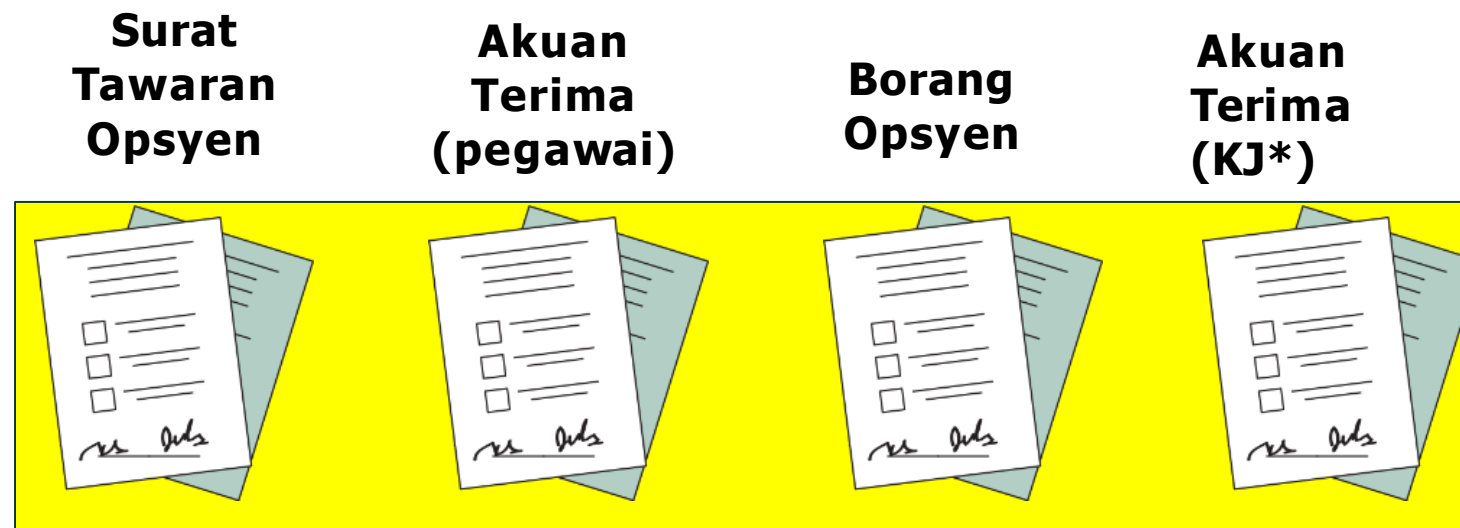 Surat
Tawaran
Opsyen
Akuan
Terima
(pegawai)
Borang
Opsyen
Akuan
Terima
(KJ*)